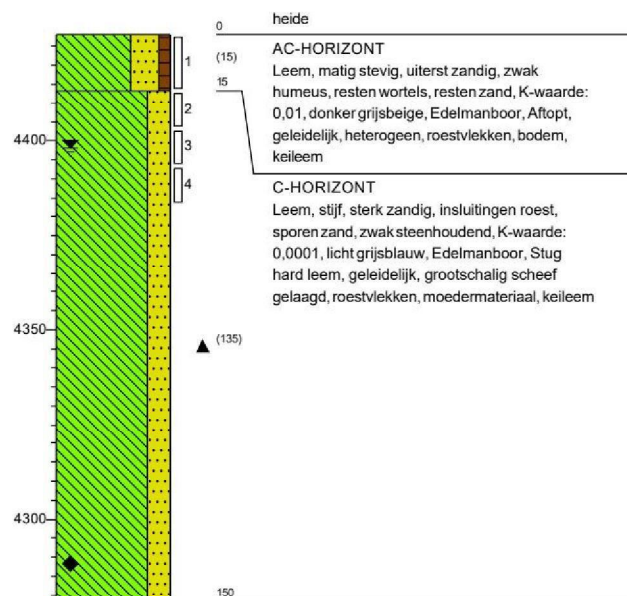 0 heide
AC-HORIZONT
(15) Leem, matig stevig, uiterst zandig, zwak
15 humeus, resten wortels, resten zand, K-waarde:
0,01, donker grijsbeige, Edelmanboor, Aftopt,
geleidelijk, heterogeen, roestvlekken, bodem,
keileem
C-HORIZONT
Leem, stijf, sterk zandig, insluitingen roest,
sporen zand, zwak steenhoudend, K-waarde:
0,0001, licht grijsblauw, Edelmanboor, Stug
hard leem, geleidelijk, grootschalig scheef
gelaagd, roestvlekken, moedermateriaal, keileem
1
2
3
4
4400
4350
(135)
4300
150